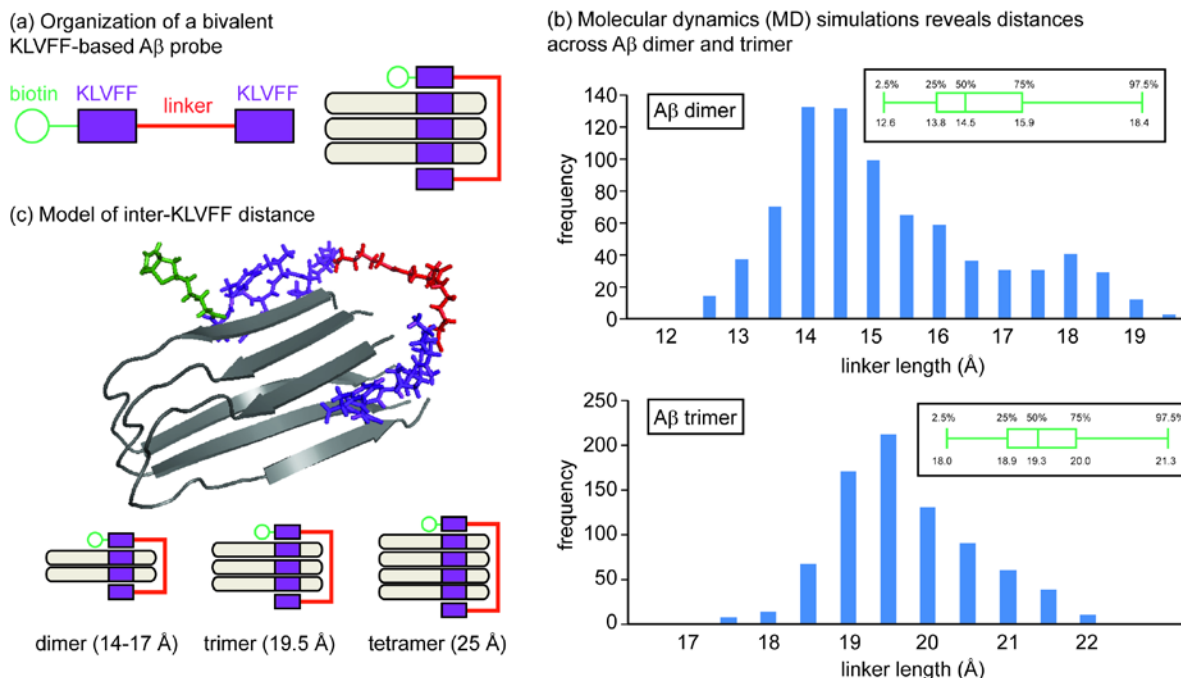 (a) Organization of a bivalent
KLVFF-based Aβ probe
biotin KLVFF linker KLVFF
(c) Model of inter-KLVFF distance
dimer (14-17 Å) trimer (19.5 Å) tetramer (25 Å)
(b) Molecular dynamics (MD) simulations reveals distances
across Aβ dimer and trimer
Aβ dimer
2.5% 25% 50% 75% 97.5%
12.6 13.8 14.5 15.9 18.4
frequency
140
120
100
80
60
40
20
0
12 13 14 15 16 17 18 19
linker length (Å)
Aβ trimer
2.5% 25% 50% 75% 97.5%
18.0 18.9 19.3 20.0 21.3
frequency
250
200
150
100
50
0
17 18 19 20 21 22
linker length (Å)